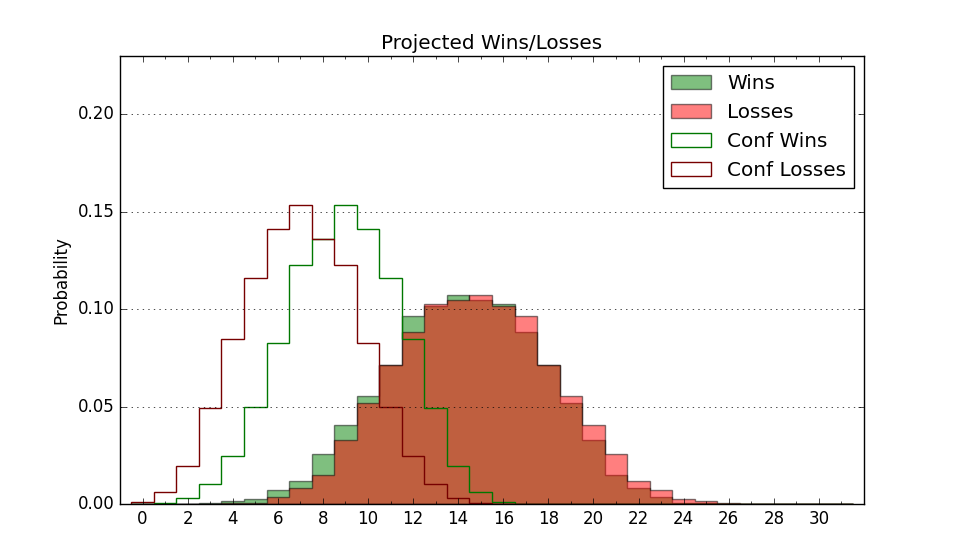 Projected Wins/Losses
Wins
Losses
Conf Wins
Conf Losses
Probability
0.20
0.15
0.10
0.05
0.00
0 2 4 6 8 10 12 14 16 18 20 22 24 26 28 30